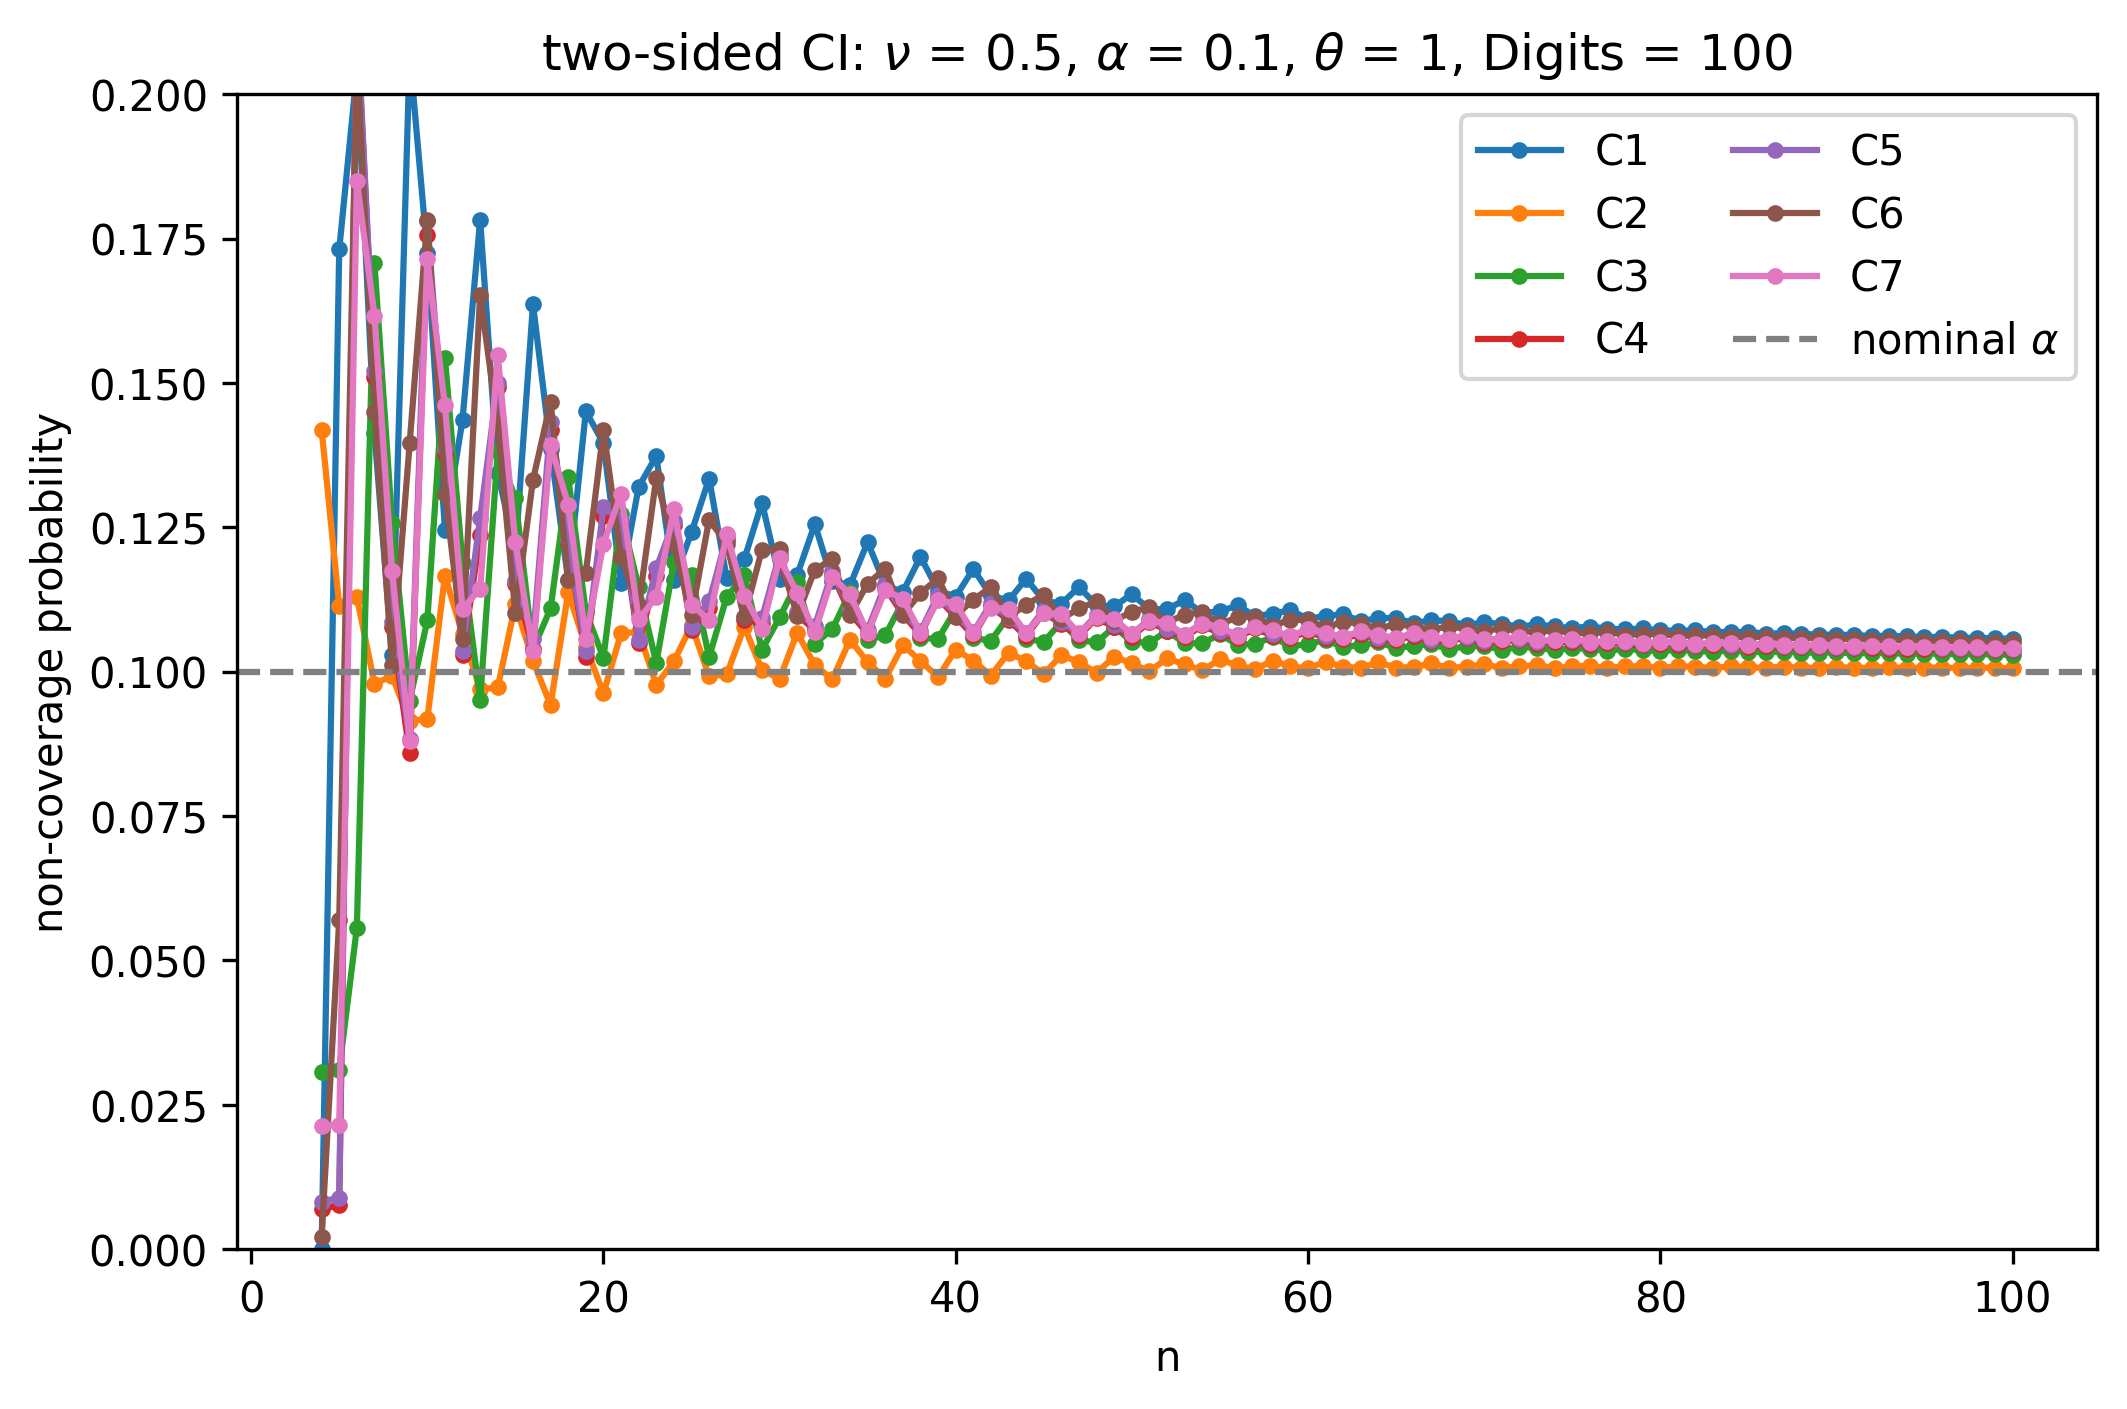 two-sided CI: ν = 0.5, α = 0.1, θ = 1, Digits = 100
0.200
0.175
0.150
0.125
0.100
0.075
0.050
0.025
0.000
non-coverage probability
C1
C2
C3
C4
C5
C6
C7
nominal α
0 20 40 60 80 100
n